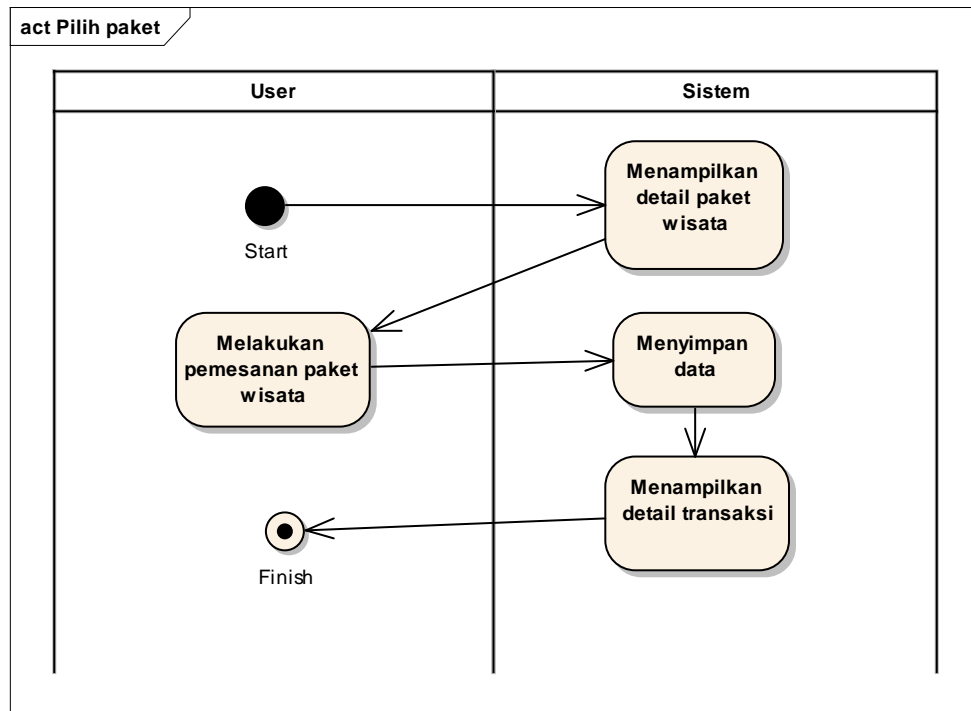 act Pilih paket
User
Sistem
Start
Menampilkan
detail paket
wisata
Melakukan
pemesanan paket
wisata
Menyimpan
data
Menampilkan
detail transaksi
Finish